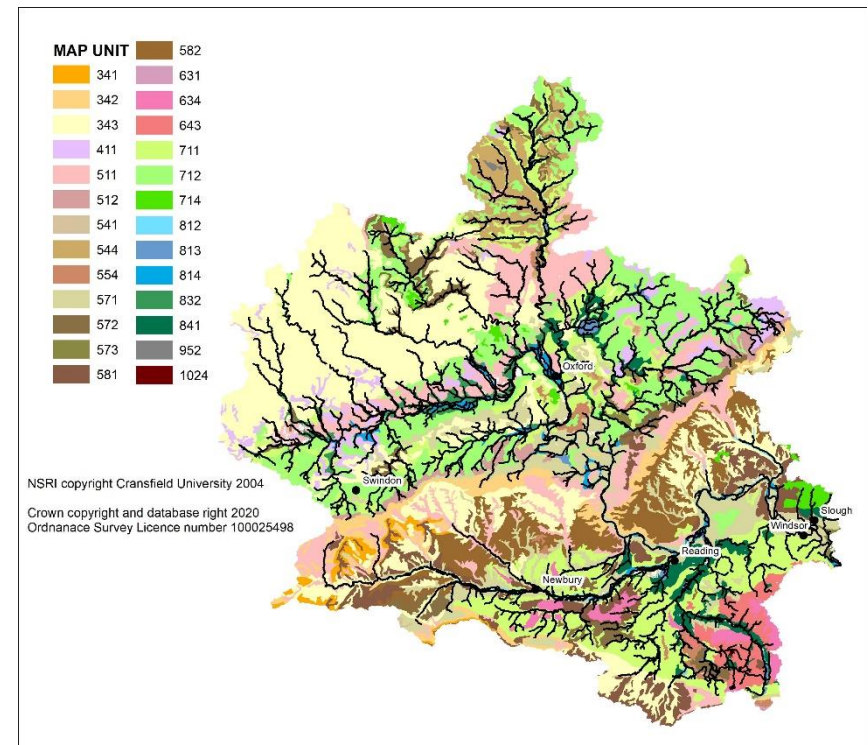 MAP UNIT
341
342
343
411
511
512
541
544
554
571
572
573
581
582
631
634
643
711
712
714
812
813
814
832
841
952
1024
Oxford
Swindon
NSRI copyright Cransfield University 2004
Crown copyright and database right 2020
Ordnanace Survey Licence number 100025498
Slough
Windsor
Reading
Newbury